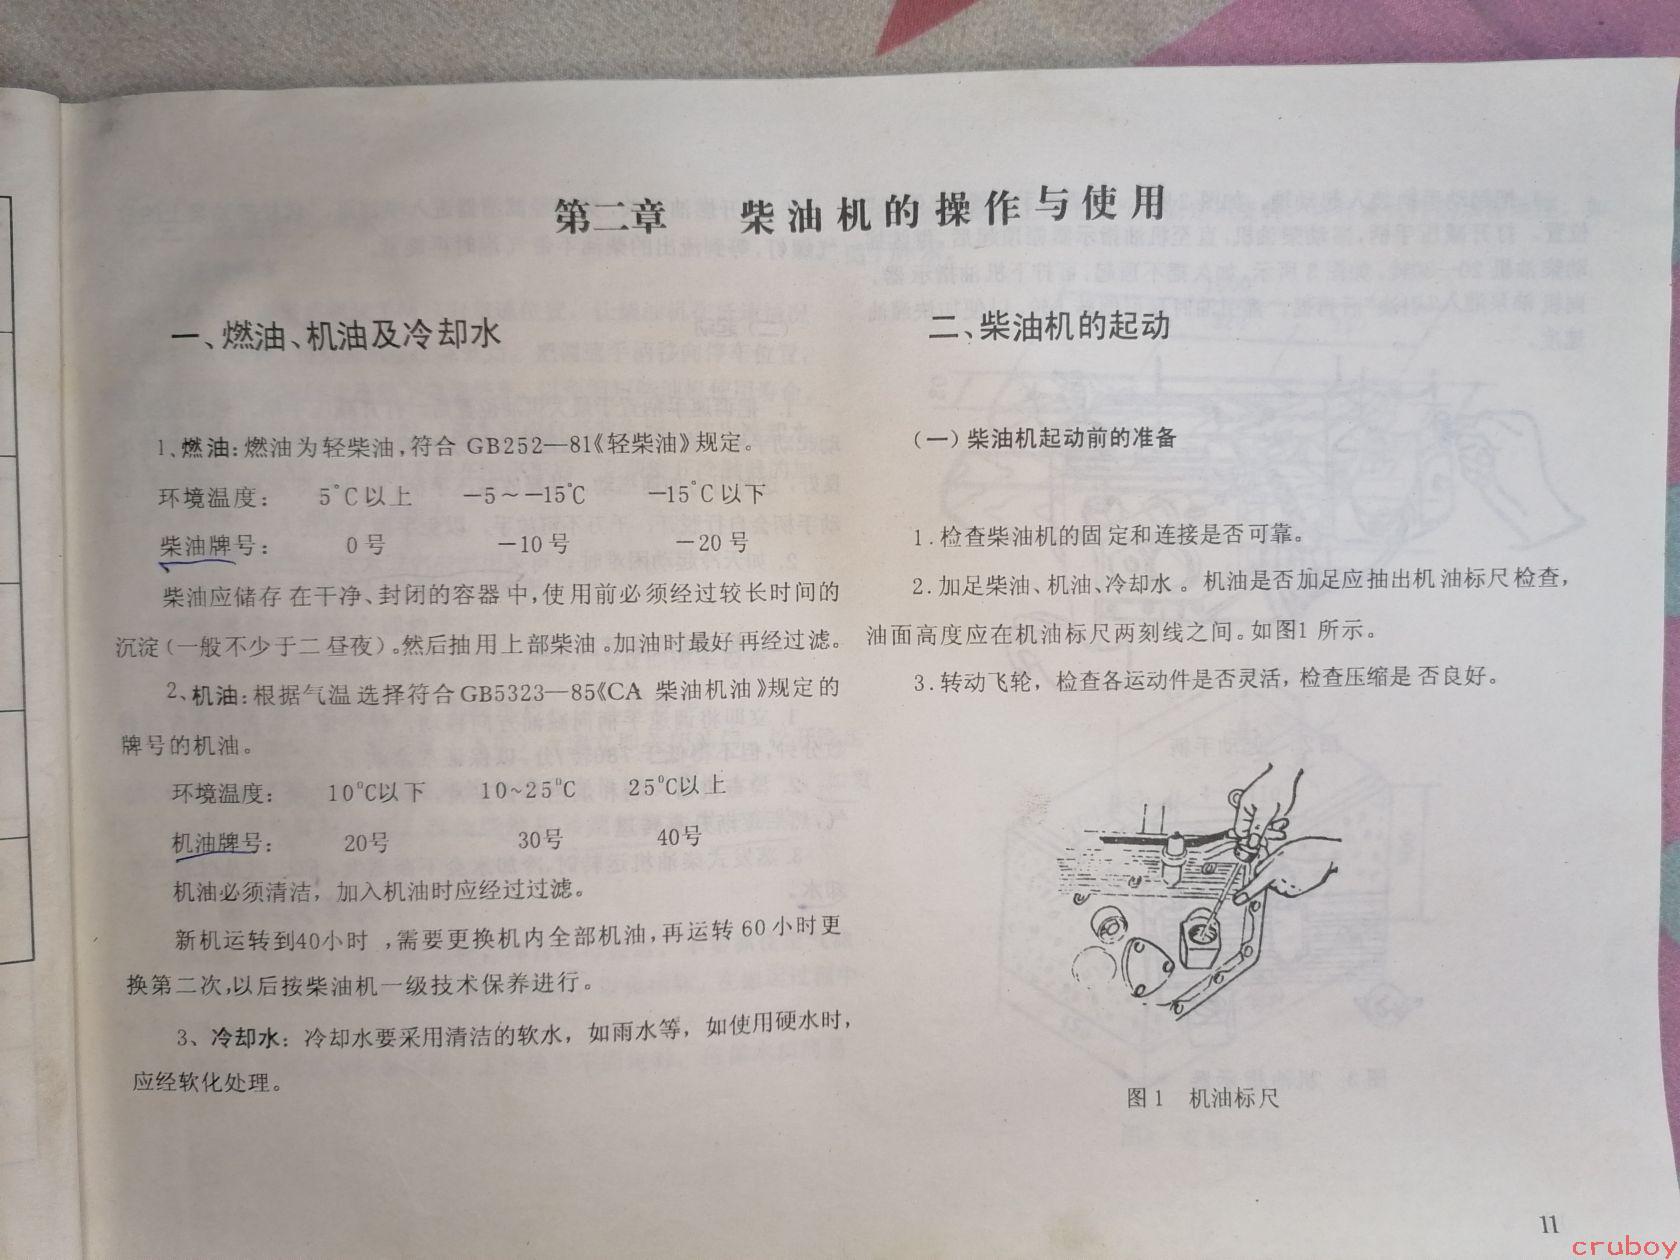 第二章 柴油机的操作与使用
一、燃油、机油及冷却水
1、燃油:燃油为轻柴油,符合 GB252—81《轻柴油》规定。
环境温度: 5°C以上 -5~-15°C -15°C以下
柴油牌号: 0号 -10号 -20号
柴油应储存在干净、封闭的容器中,使用前必须经过较长时间的
沉淀(一般不少于二昼夜)。然后抽用上部柴油。加油时最好再经过滤。
2、机油:根据气温选择符合GB5323—85《CA 柴油机油》规定的
牌号的机油。
环境温度: 10°C以下 10~25°C 25°C以上
机油牌号: 20号 30号 40号
机油必须清洁,加入机油时应经过过滤。
新机运转到40小时,需要更换机内全部机油,再运转60小时更
换第二次,以后按柴油机一级技术保养进行。
3、冷却水:冷却水要采用清洁的软水,如雨水等,如使用硬水时,
应经软化处理。
二、柴油机的起动
(一)柴油机起动前的准备
1.检查柴油机的固定和连接是否可靠。
2.加足柴油、机油、冷却水。机油是否加足应抽出机油标尺检查,
油面高度应在机油标尺两刻线之间。如图1所示。
3.转动飞轮,检查各运动件是否灵活,检查压缩是否良好。
图1 机油标尺
11
cruboy